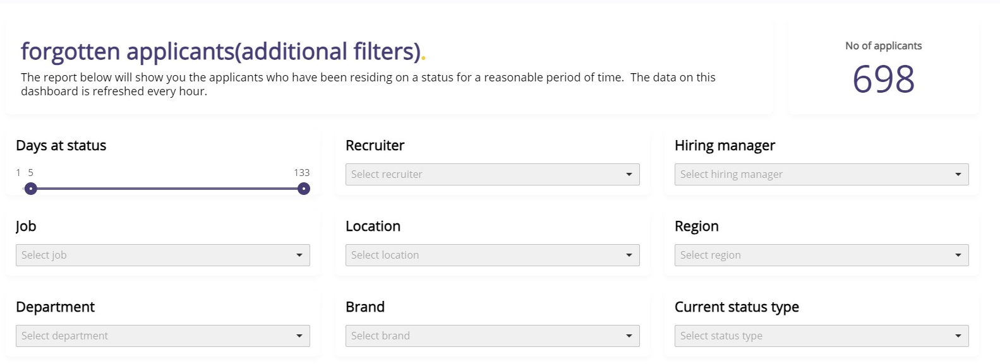 forgotten applicants(additional filters).
The report below will show you the applicants who have been residing on a status for a reasonable period of time.  The data on this
dashboard is refreshed every hour.
No of applicants
698
Days at status
1 5 133
Recruiter
Select recruiter
Hiring manager
Select hiring manager
Job
Select job
Location
Select location
Region
Select region
Department
Select department
Brand
Select brand
Current status type
Select status type